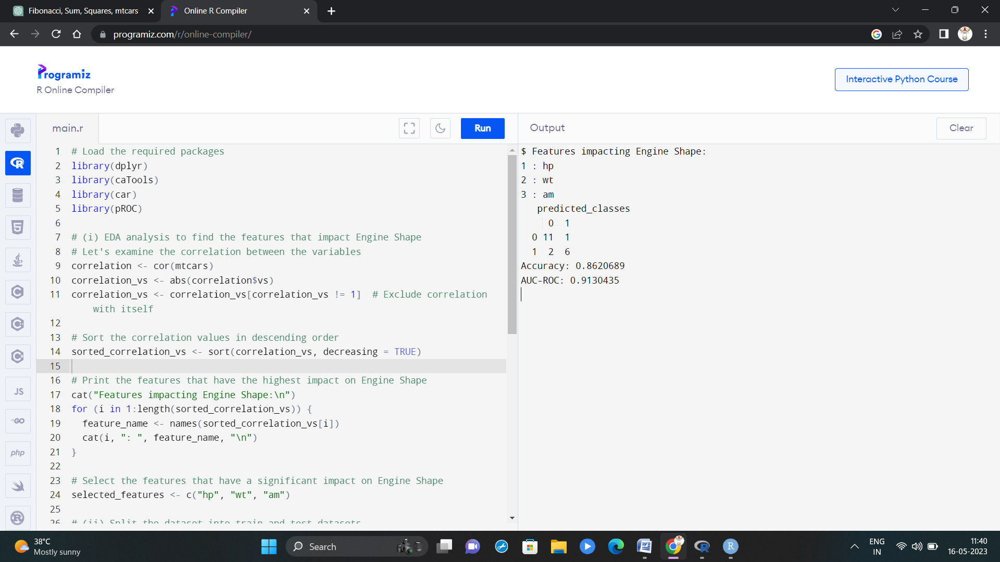 Fibonacci, Sum, Squares, mtcars
Online R Compiler
programiz.com/r/online-compiler/
Programiz
R Online Compiler
Interactive Python Course
main.r
Run
Output
Clear
1 # Load the required packages
2 library(dplyr)
3 library(caTools)
4 library(car)
5 library(pROC)
6
7 # (i) EDA analysis to find the features that impact Engine Shape
8 # Let's examine the correlation between the variables
9 correlation <- cor(mtcars)
10 correlation_vs <- abs(correlation$vs)
11 correlation_vs <- correlation_vs[correlation_vs != 1]  # Exclude correlation
with itself
12
13 # Sort the correlation values in descending order
14 sorted_correlation_vs <- sort(correlation_vs, decreasing = TRUE)
15
16 # Print the features that have the highest impact on Engine Shape
17 cat("Features impacting Engine Shape:\n")
18 for (i in 1:length(sorted_correlation_vs)) {
19   feature_name <- names(sorted_correlation_vs[i])
20   cat(i, ": ", feature_name, "\n")
21 }
22
23 # Select the features that have a significant impact on Engine Shape
24 selected_features <- c("hp", "wt", "am")
25
26 # (ii) Split the dataset into train and test datasets
$ Features impacting Engine Shape:
1 : hp
2 : wt
3 : am
predicted_classes
0 1
0 11 1
1 2 6
Accuracy: 0.8620689
AUC-ROC: 0.9130435
JS
GO
php
38°C
Mostly sunny
Search
ENG
IN
11:40
16-05-2023